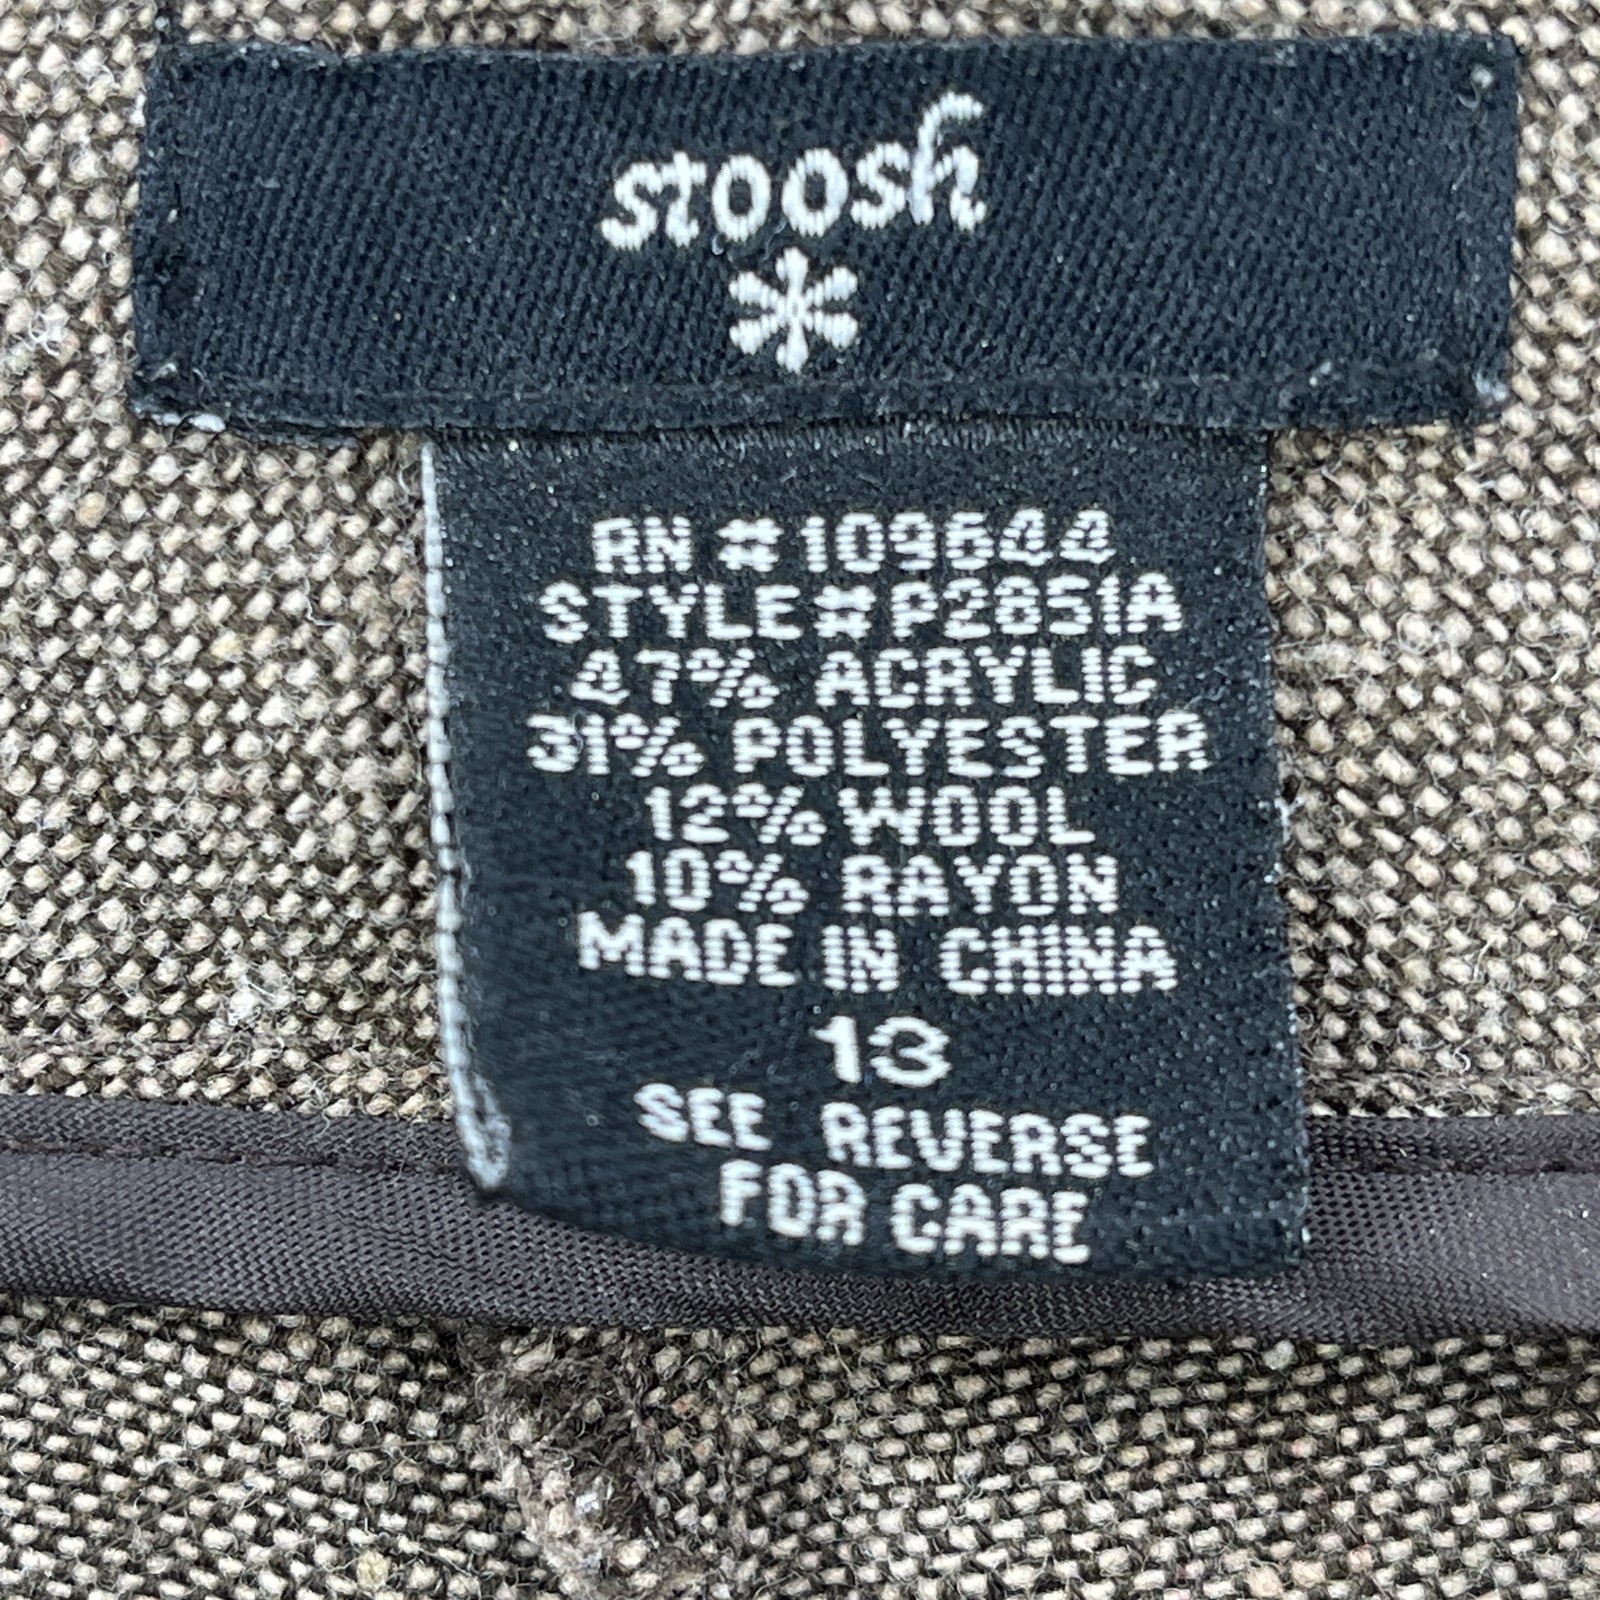 stoosh
RN #109644
STYLE#P2851A
47% ACRYLIC
31% POLYESTER
12% WOOL
10% RAYON
MADE IN CHINA
13
SEE REVERSE
FOR CARE